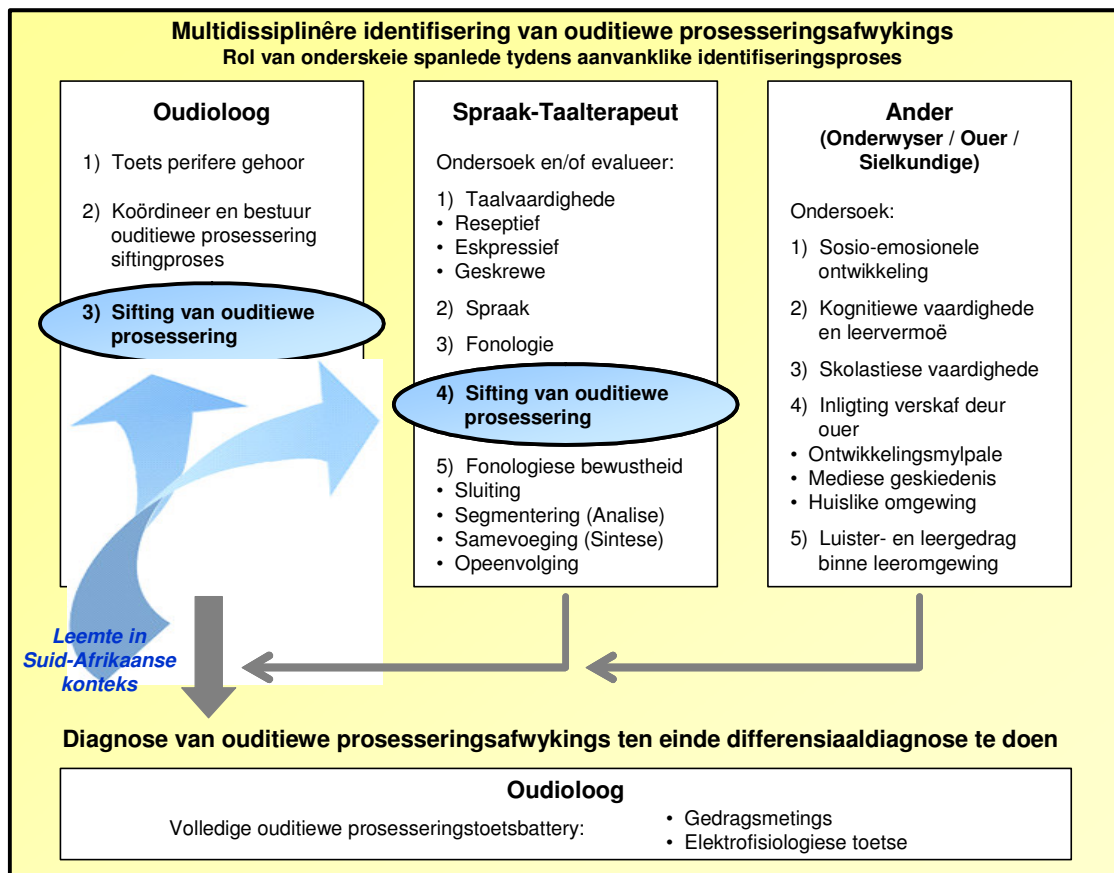 Multidissiplinêre identifisering van ouditiewe prosesseringsafwykings
Rol van onderskeie spanlede tydens aanvanklike identifiseringsproses
Oudioloog
1) Toets perifere gehoor
2) Koördineer en bestuur
ouditiewe prosessering
siftingproses
3) Sifting van ouditiewe
prosessering
Leemte in
Suid-Afrikaanse
konteks
Spraak-Taalterapeut
Ondersoek en/of evalueer:
1) Taalvaardighede
• Reseptief
• Eskpressief
• Geskrewe
2) Spraak
3) Fonologie
4) Sifting van ouditiewe
prosessering
5) Fonologiese bewustheid
• Sluiting
• Segmentering (Analise)
• Samevoeging (Sintese)
• Opeenvolging
Ander
(Onderwyser / Ouer /
Sielkundige)
Ondersoek:
1) Sosio-emosionele
ontwikkeling
2) Kognitiewe vaardighede
en leervermoë
3) Skolastiese vaardighede
4) Inligting verskaf deur
ouer
• Ontwikkelingsmylpale
• Mediese geskiedenis
• Huislike omgewing
5) Luister- en leergedrag
binne leeromgewing
Diagnose van ouditiewe prosesseringsafwykings ten einde differensiaaldiagnose te doen
Oudioloog
Volledige ouditiewe prosesseringstoetsbattery:
• Gedragsmetings
• Elektrofisiologiese toetse